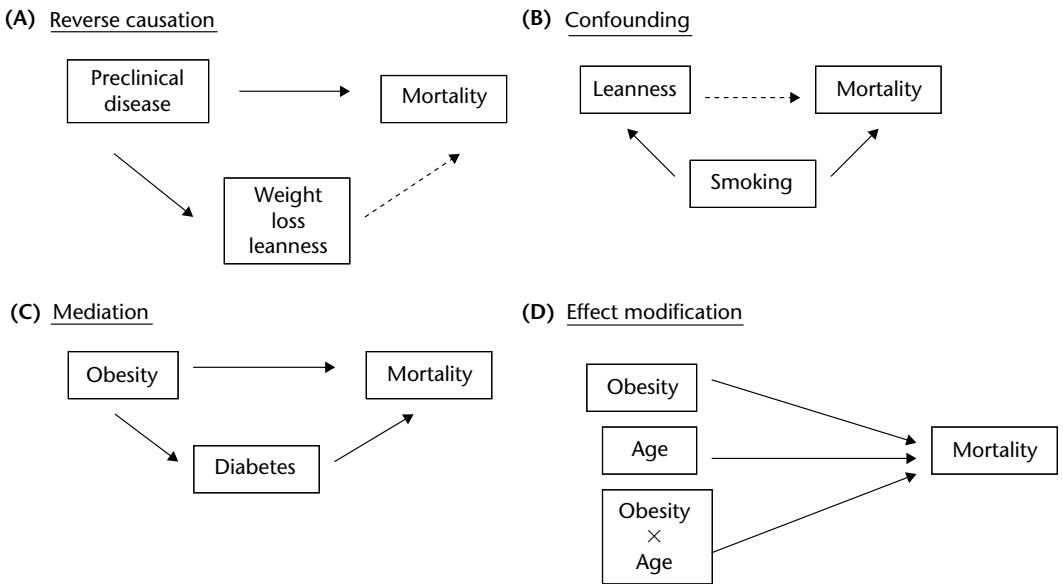 (A) Reverse causation
Preclinical
disease
Mortality
Weight
loss
leanness
(B) Confounding
Leanness
Mortality
Smoking
(C) Mediation
Obesity
Mortality
Diabetes
(D) Effect modification
Obesity
Age
Obesity
×
Age
Mortality